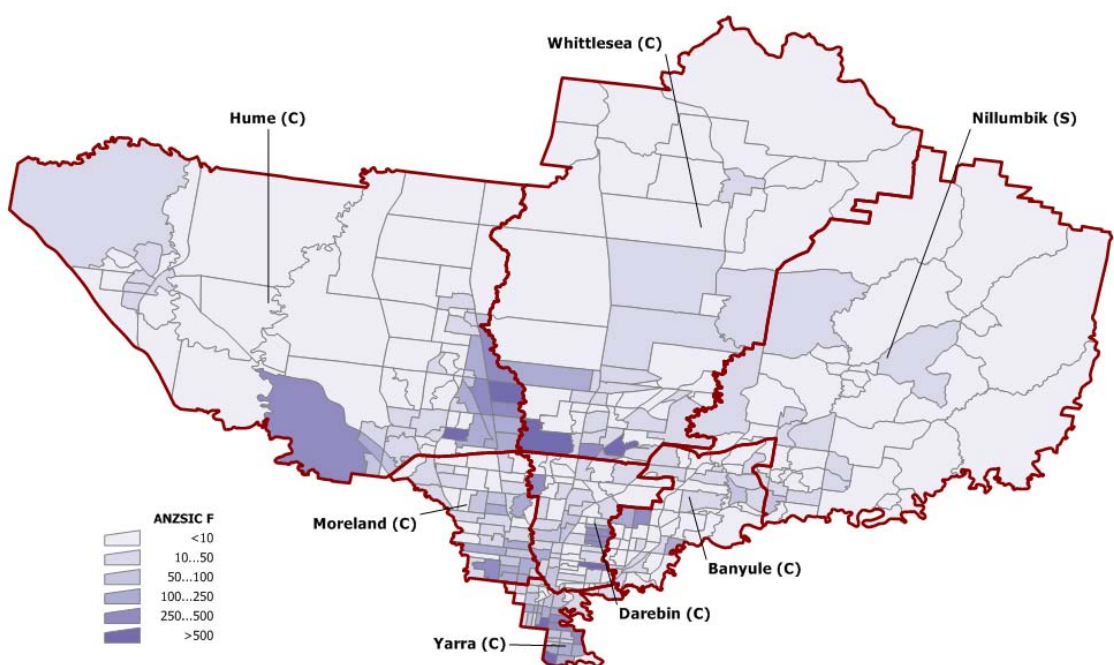 Whittlesea (C)
Hume (C)
Nillumbik (S)
ANZSIC F
<10
10...50
50...100
100...250
250...500
>500
Moreland (C)
Banyule (C)
Darebin (C)
Yarra (C)